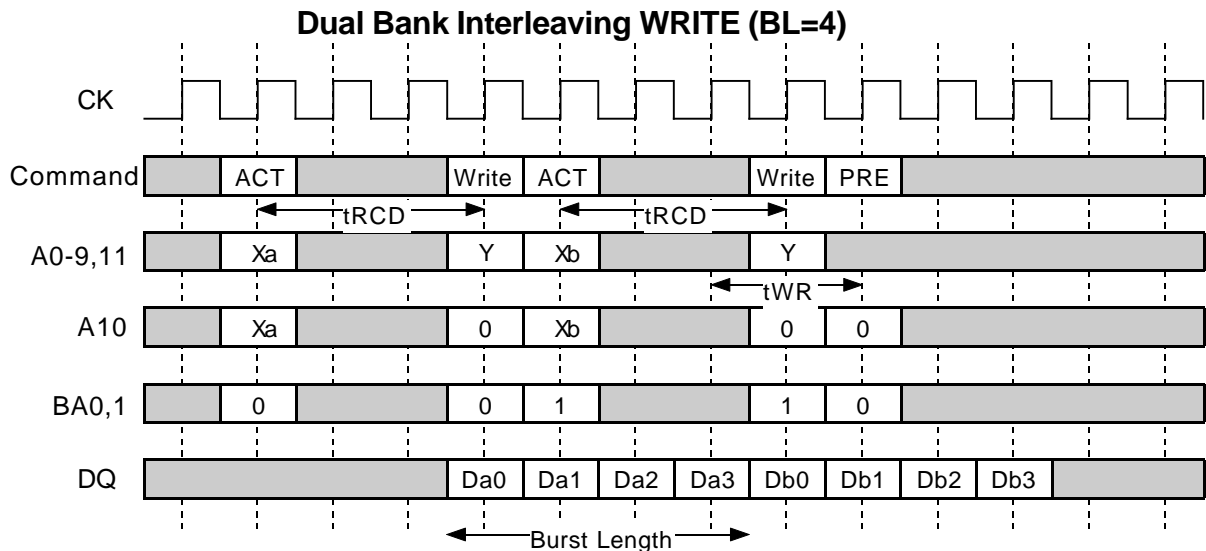 Dual Bank Interleaving WRITE (BL=4)
CK
Command ACT Write ACT Write PRE
tRCD tRCD
A0-9,11 Xa Y Xb Y
tWR
A10 Xa 0 Xb 0 0
BA0,1 0 0 1 1 0
DQ Da0 Da1 Da2 Da3 Db0 Db1 Db2 Db3
Burst Length